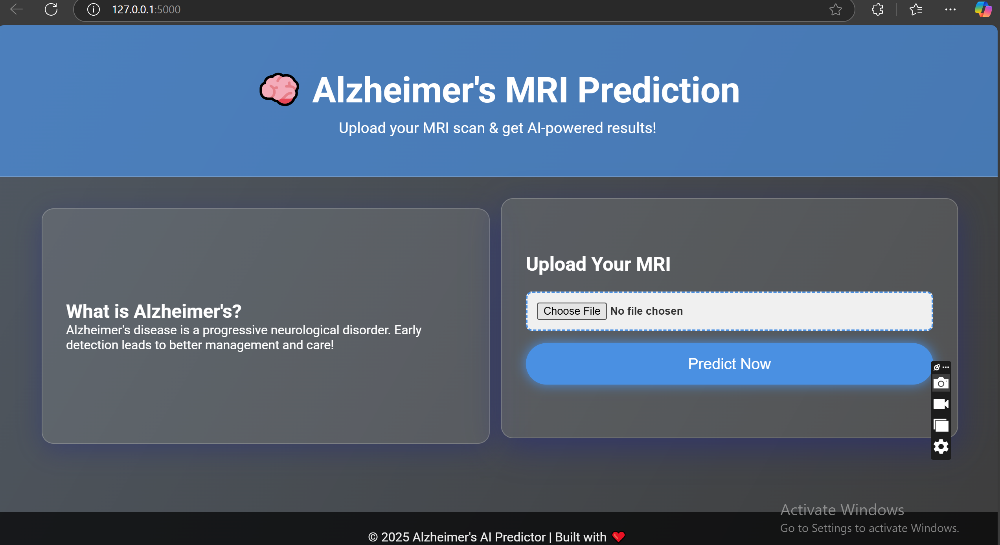 127.0.0.1:5000
Alzheimer's MRI Prediction
Upload your MRI scan & get AI-powered results!
What is Alzheimer's?
Alzheimer's disease is a progressive neurological disorder. Early
detection leads to better management and care!
Upload Your MRI
Choose File No file chosen
Predict Now
Activate Windows
Go to Settings to activate Windows.
© 2025 Alzheimer's AI Predictor | Built with ❤️